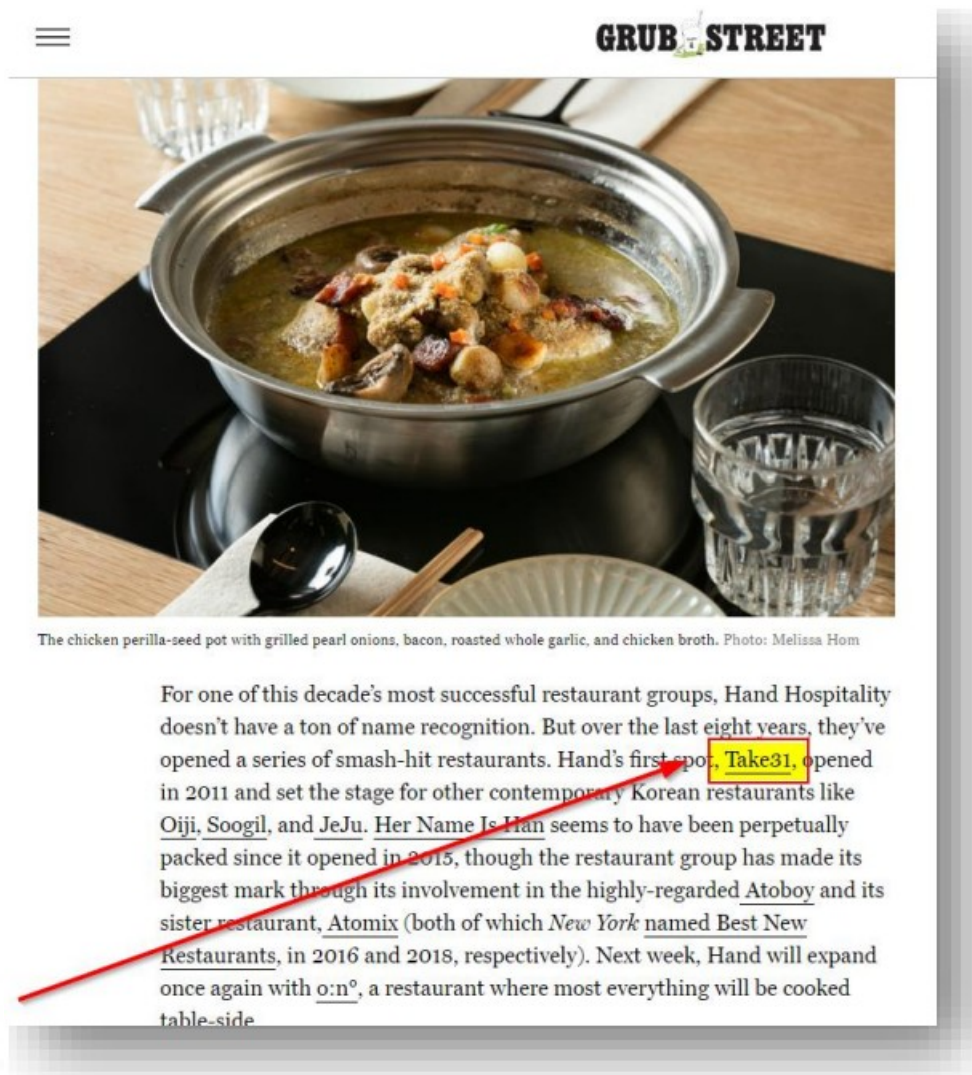 GRUB STREET
The chicken perilla-seed pot with grilled pearl onions, bacon, roasted whole garlic, and chicken broth. Photo: Melissa Hom
For one of this decade's most successful restaurant groups, Hand Hospitality
doesn't have a ton of name recognition. But over the last eight years, they've
opened a series of smash-hit restaurants. Hand's first spot, Take31, opened
in 2011 and set the stage for other contemporary Korean restaurants like
Oiji, Soogil, and JeJu. Her Name Is Han seems to have been perpetually
packed since it opened in 2015, though the restaurant group has made its
biggest mark through its involvement in the highly-regarded Atoboy and its
sister restaurant, Atomix (both of which New York named Best New
Restaurants, in 2016 and 2018, respectively). Next week, Hand will expand
once again with o:n°, a restaurant where most everything will be cooked
table-side